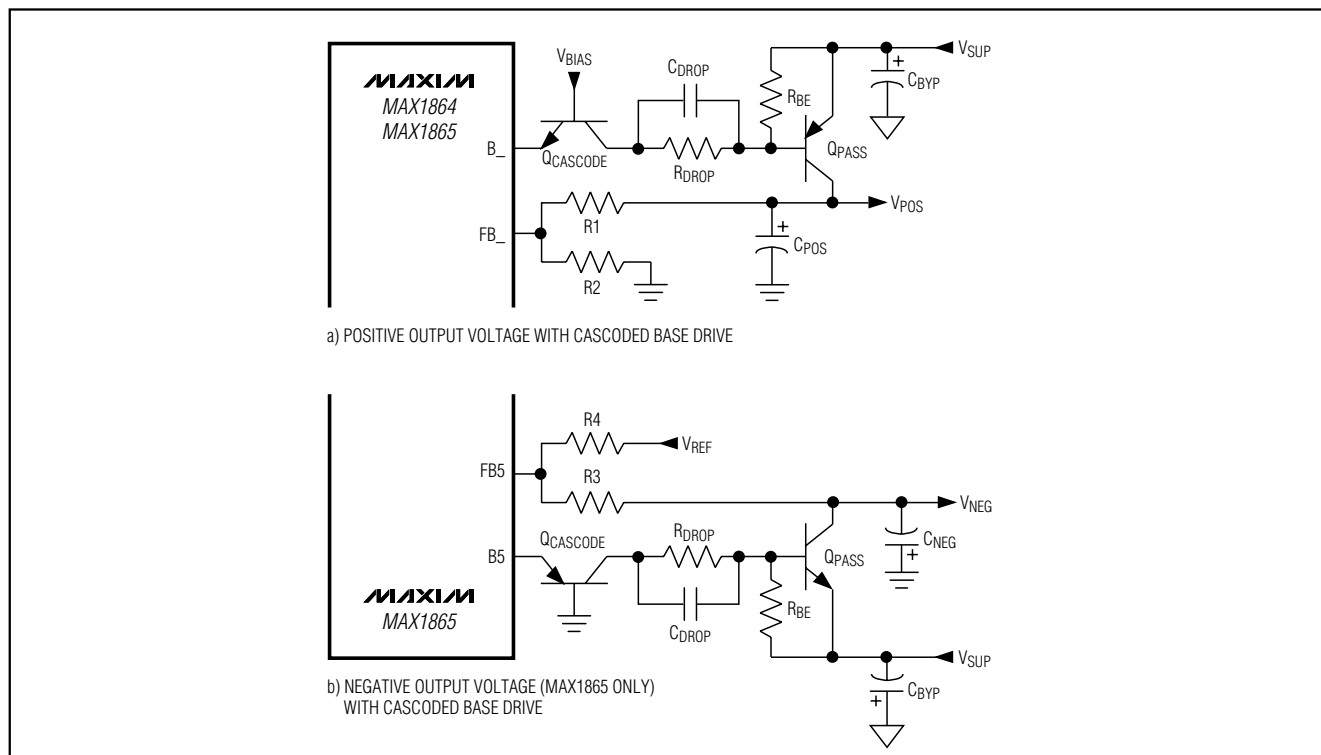 MAXIM
MAX1864
MAX1865
B_
FB_
VBIAS
QCASCODE
CDROP
RDROP
RBE
QPASS
VSUP
CBYP
VPOS
R1
R2
CPOS
a) POSITIVE OUTPUT VOLTAGE WITH CASCODED BASE DRIVE
R4
VREF
FB5
R3
VNEG
CNEG
B5
QCASCODE
RDROP
CDROP
QPASS
RBE
VSUP
CBYP
MAXIM
MAX1865
b) NEGATIVE OUTPUT VOLTAGE (MAX1865 ONLY)
WITH CASCODED BASE DRIVE